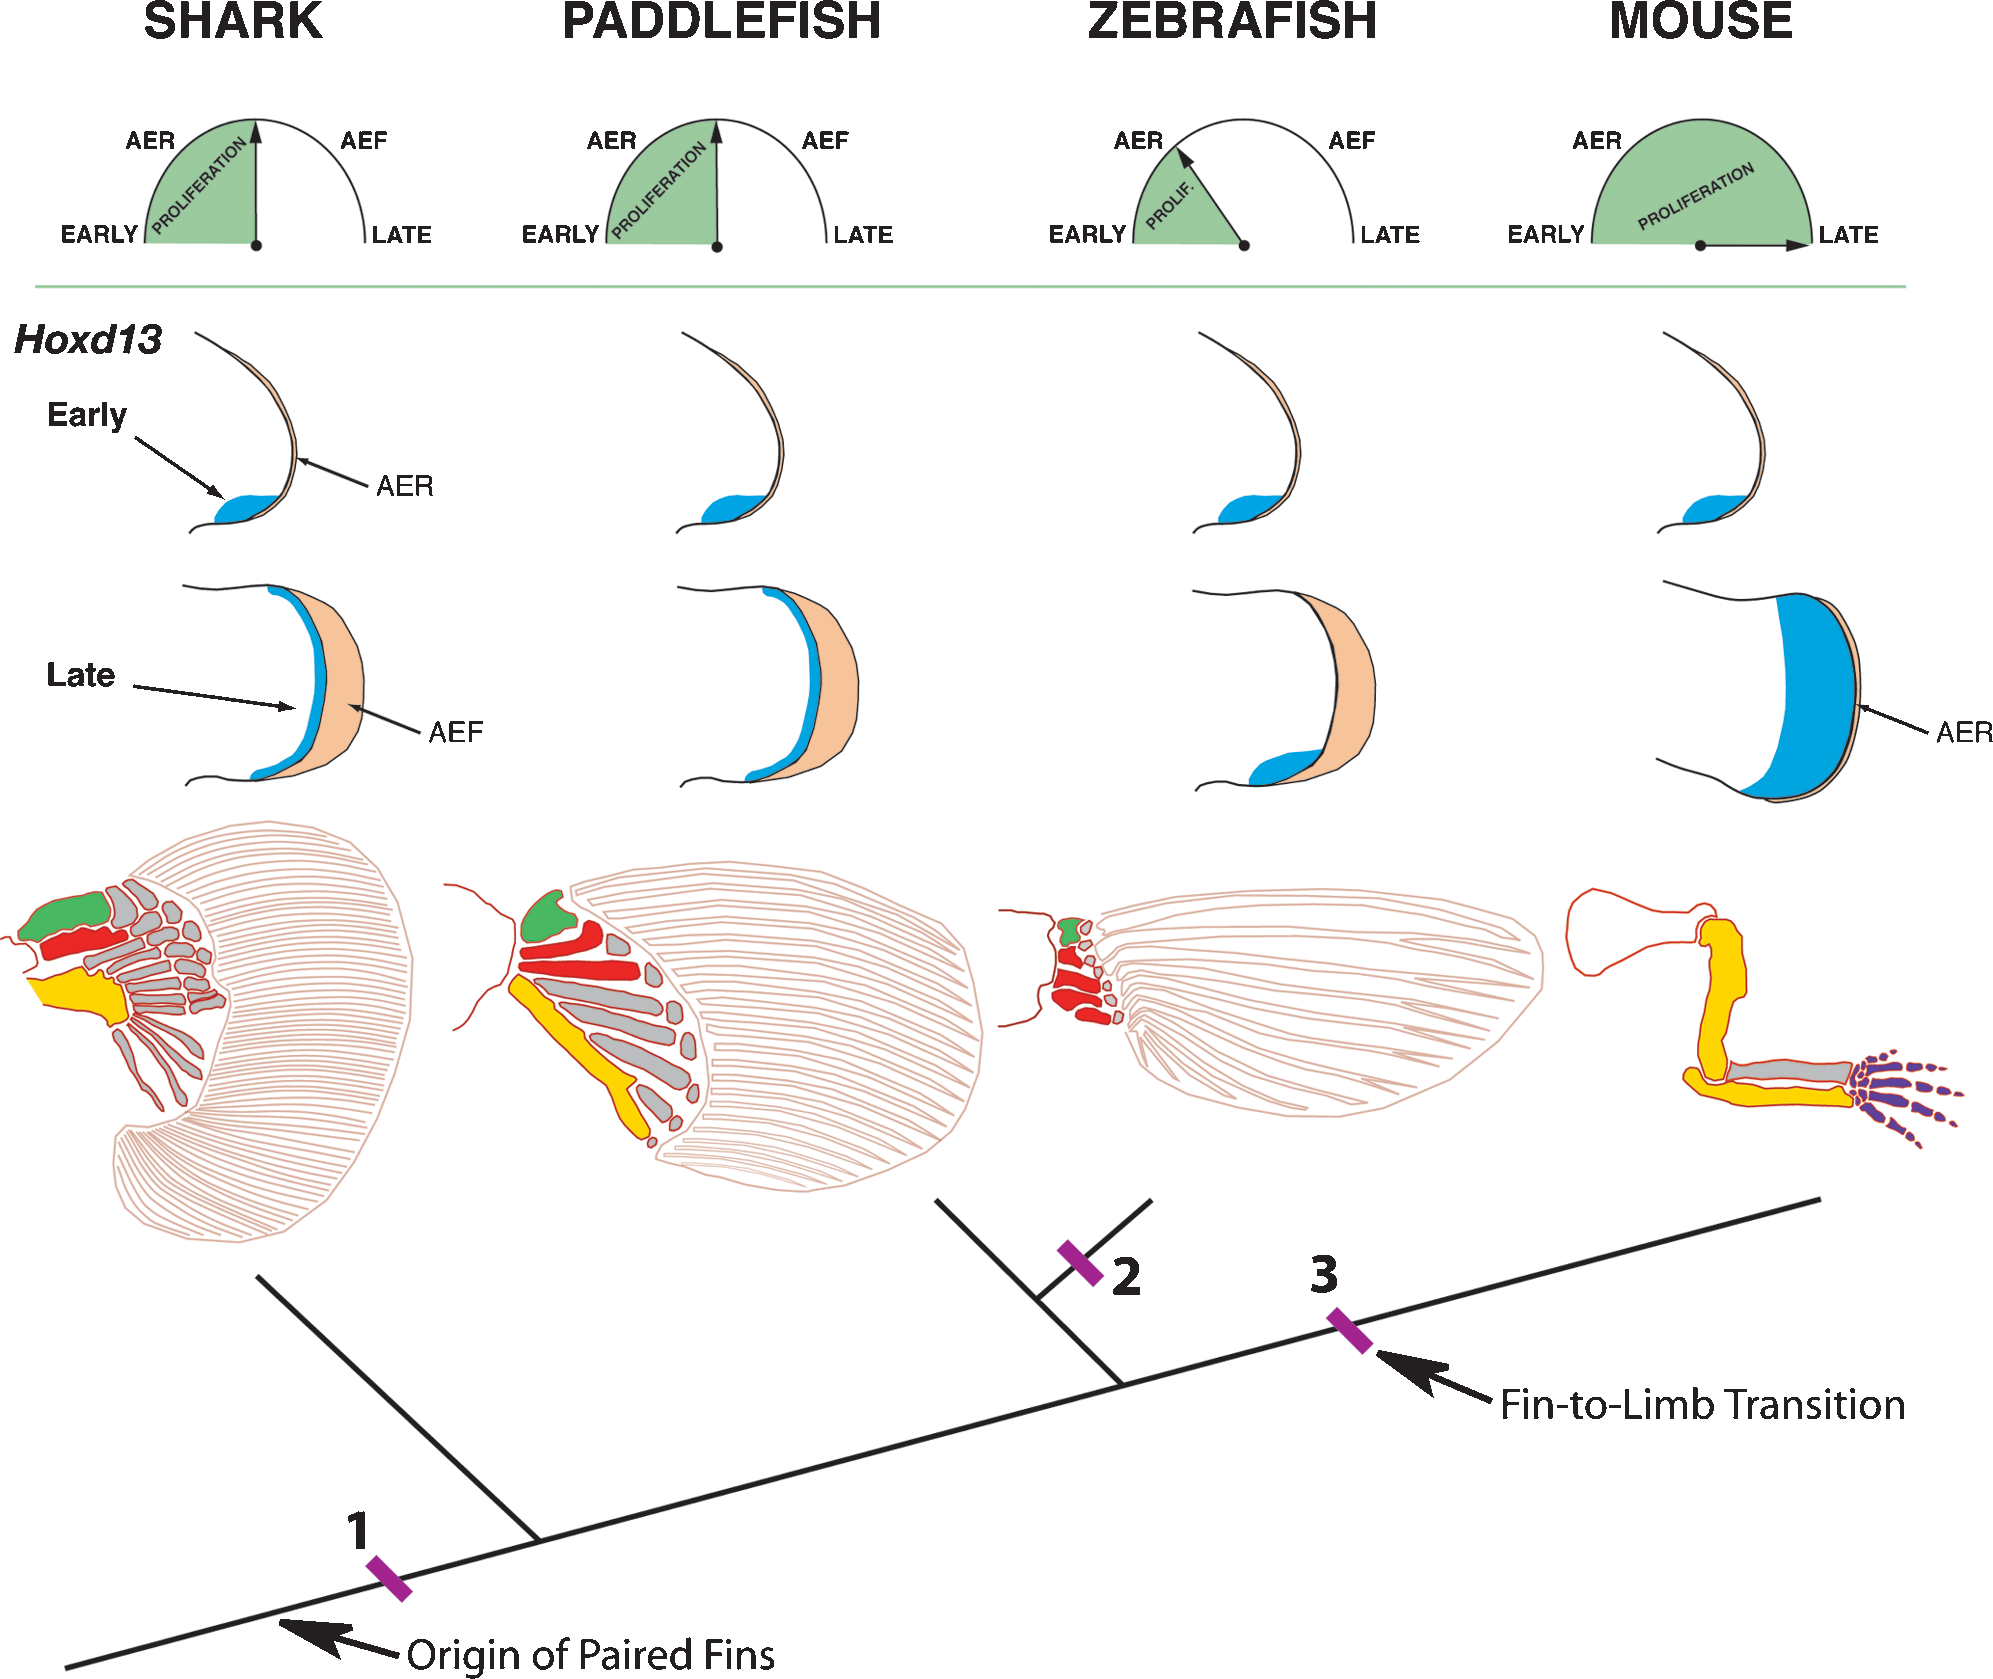 SHARK PADDLEFISH ZEBRAFISH MOUSE
AER PROLIFERATION AEF EARLY LATE
AER PROLIFERATION AEF EARLY LATE
AER PROLIF. AEF EARLY LATE
AER PROLIFERATION EARLY LATE
Hoxd13
Early
AER
Late
AEF
AER
2
3
Fin-to-Limb Transition
1
Origin of Paired Fins